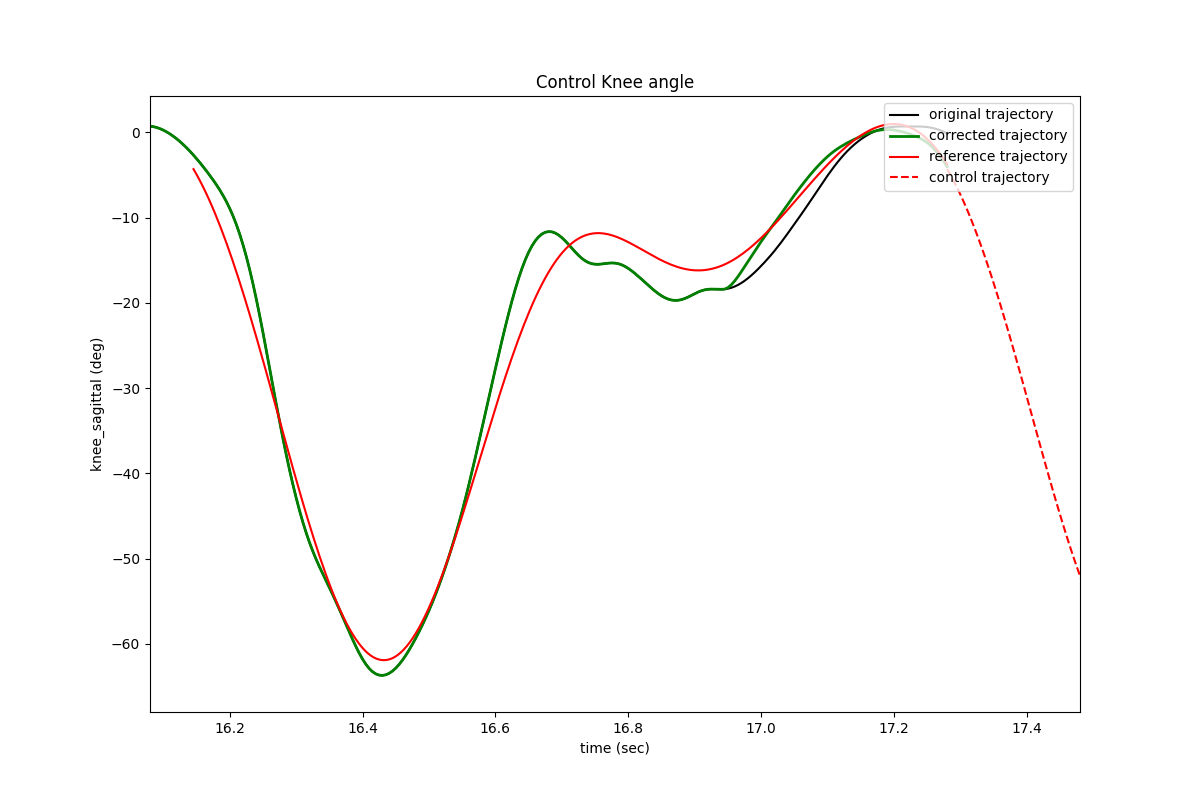 Control Knee angle
original trajectory
corrected trajectory
reference trajectory
control trajectory
knee_sagittal (deg)
0
−10
−20
−30
−40
−50
−60
16.2 16.4 16.6 16.8 17.0 17.2 17.4
time (sec)